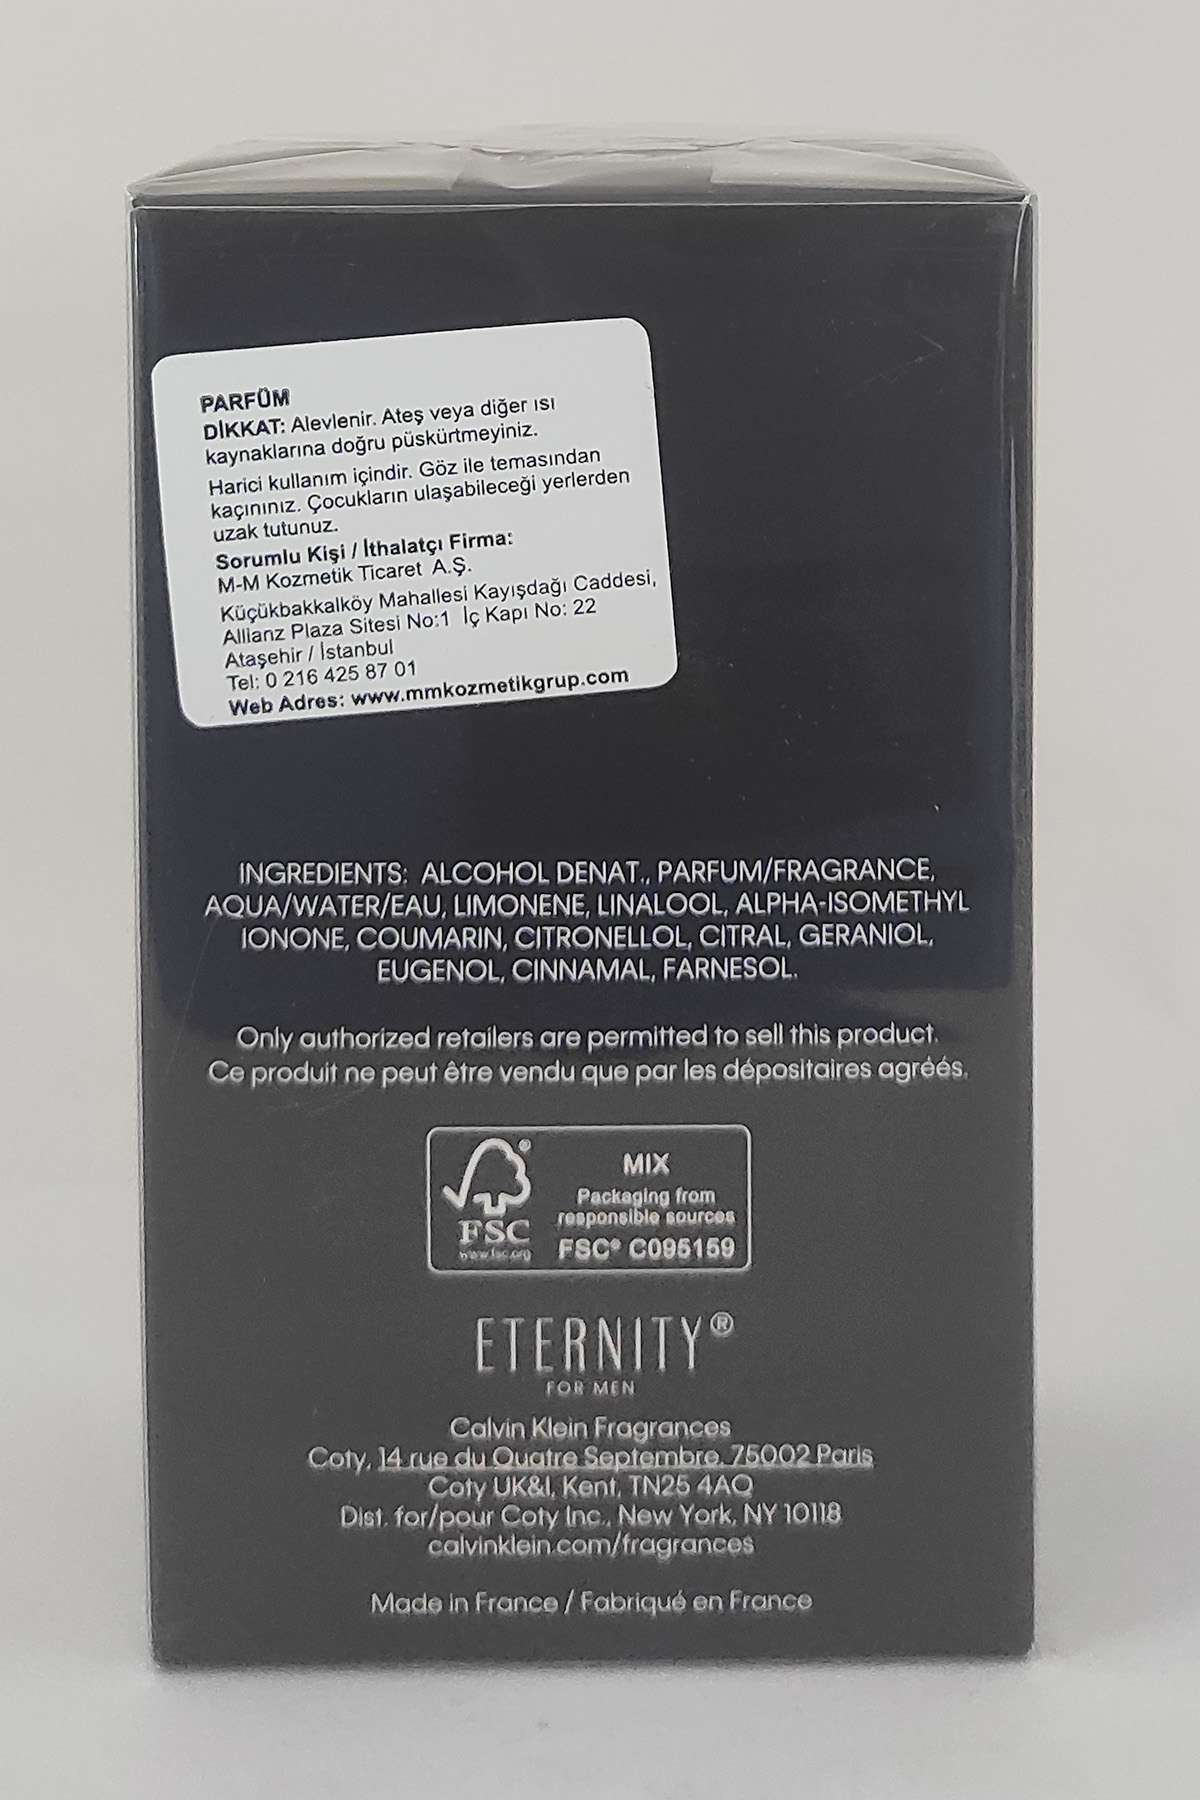 PARFÜM
DİKKAT: Alevlenir. Ateş veya diğer ısı
kaynaklarına doğru püskürtmeyiniz.
Harici kullanım içindir. Göz ile temasından
kaçınınız. Çocukların ulaşabileceği yerlerden
uzak tutunuz.
Sorumlu Kişi / İthalatçı Firma:
M-M Kozmetik Ticaret A.Ş.
Küçükbakkalköy Mahallesi Kayışdağı Caddesi,
Allianz Plaza Sitesi No:1 İç Kapı No: 22
Ataşehir / İstanbul
Tel: 0 216 425 87 01
Web Adres: www.mmkozmetikgrup.com
INGREDIENTS: ALCOHOL DENAT., PARFUM/FRAGRANCE,
AQUA/WATER/EAU, LIMONENE, LINALOOL, ALPHA-ISOMETHYL
IONONE, COUMARIN, CITRONELLOL, CITRAL, GERANIOL,
EUGENOL, CINNAMAL, FARNESOL.
Only authorized retailers are permitted to sell this product.
Ce produit ne peut être vendu que par les dépositaires agréés.
MIX
Packaging from
responsible sources
FSC® C095159
FSC
www.fsc.org
ETERNITY®
FOR MEN
Calvin Klein Fragrances
Coty, 14 rue du Quatre Septembre, 75002 Paris
Coty UK&I, Kent, TN25 4AQ
Dist. for/pour Coty Inc., New York, NY 10118
calvinklein.com/fragrances
Made in France / Fabriqué en France